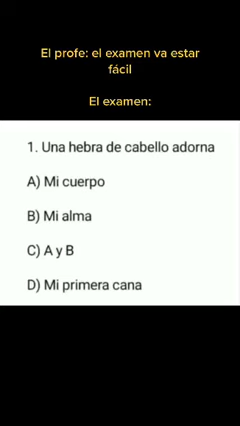 El profe: el examen va estar
fácil
El examen:
1. Una hebra de cabello adorna
A) Mi cuerpo
B) Mi alma
C) A y B
D) Mi primera cana